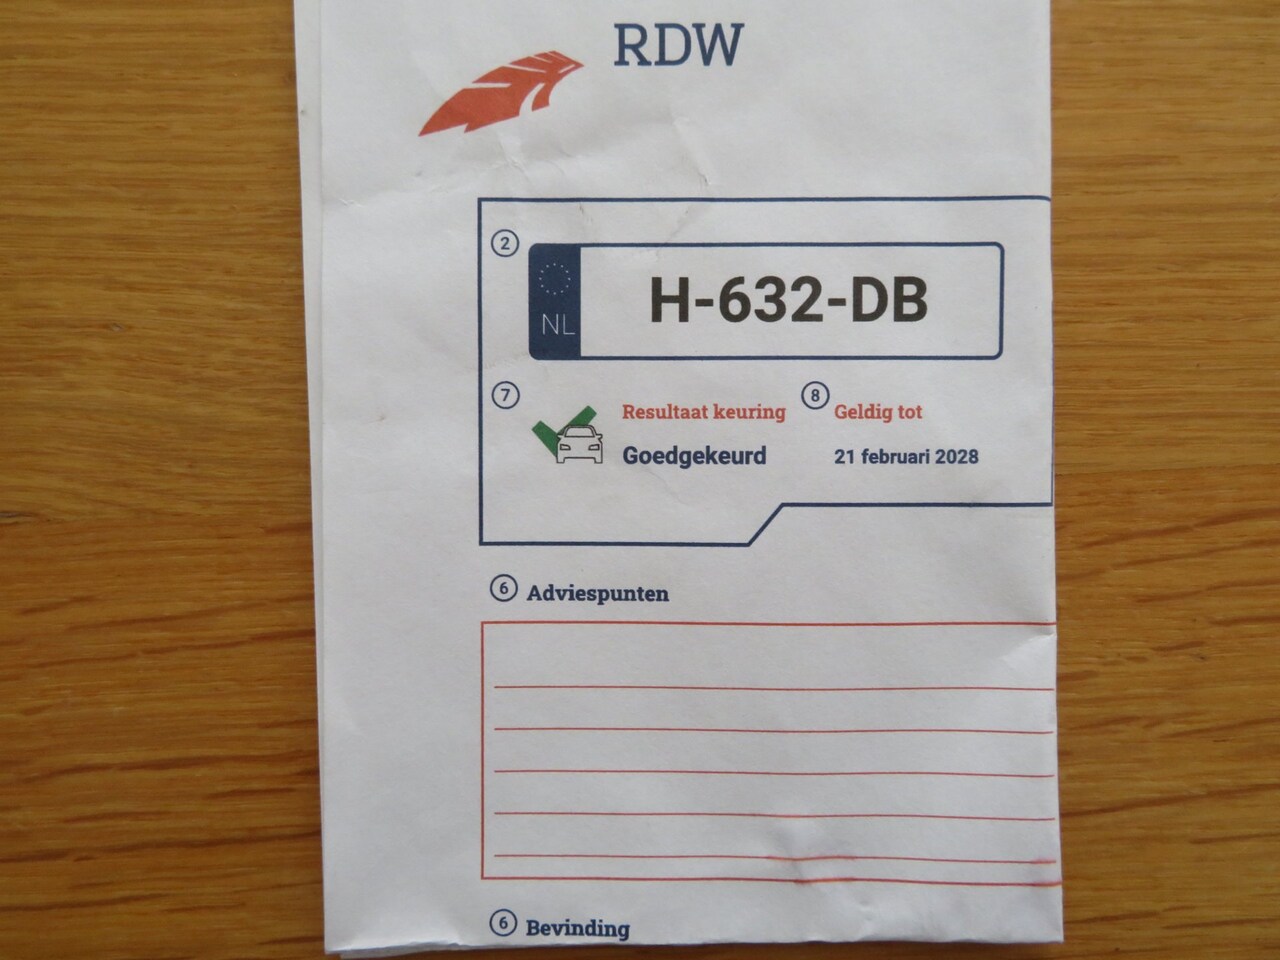 RDW
2
NL
H-632-DB
7
Resultaat keuring
8
Geldig tot
Goedgekeurd
21 februari 2028
6 Adviespunten
6 Bevinding